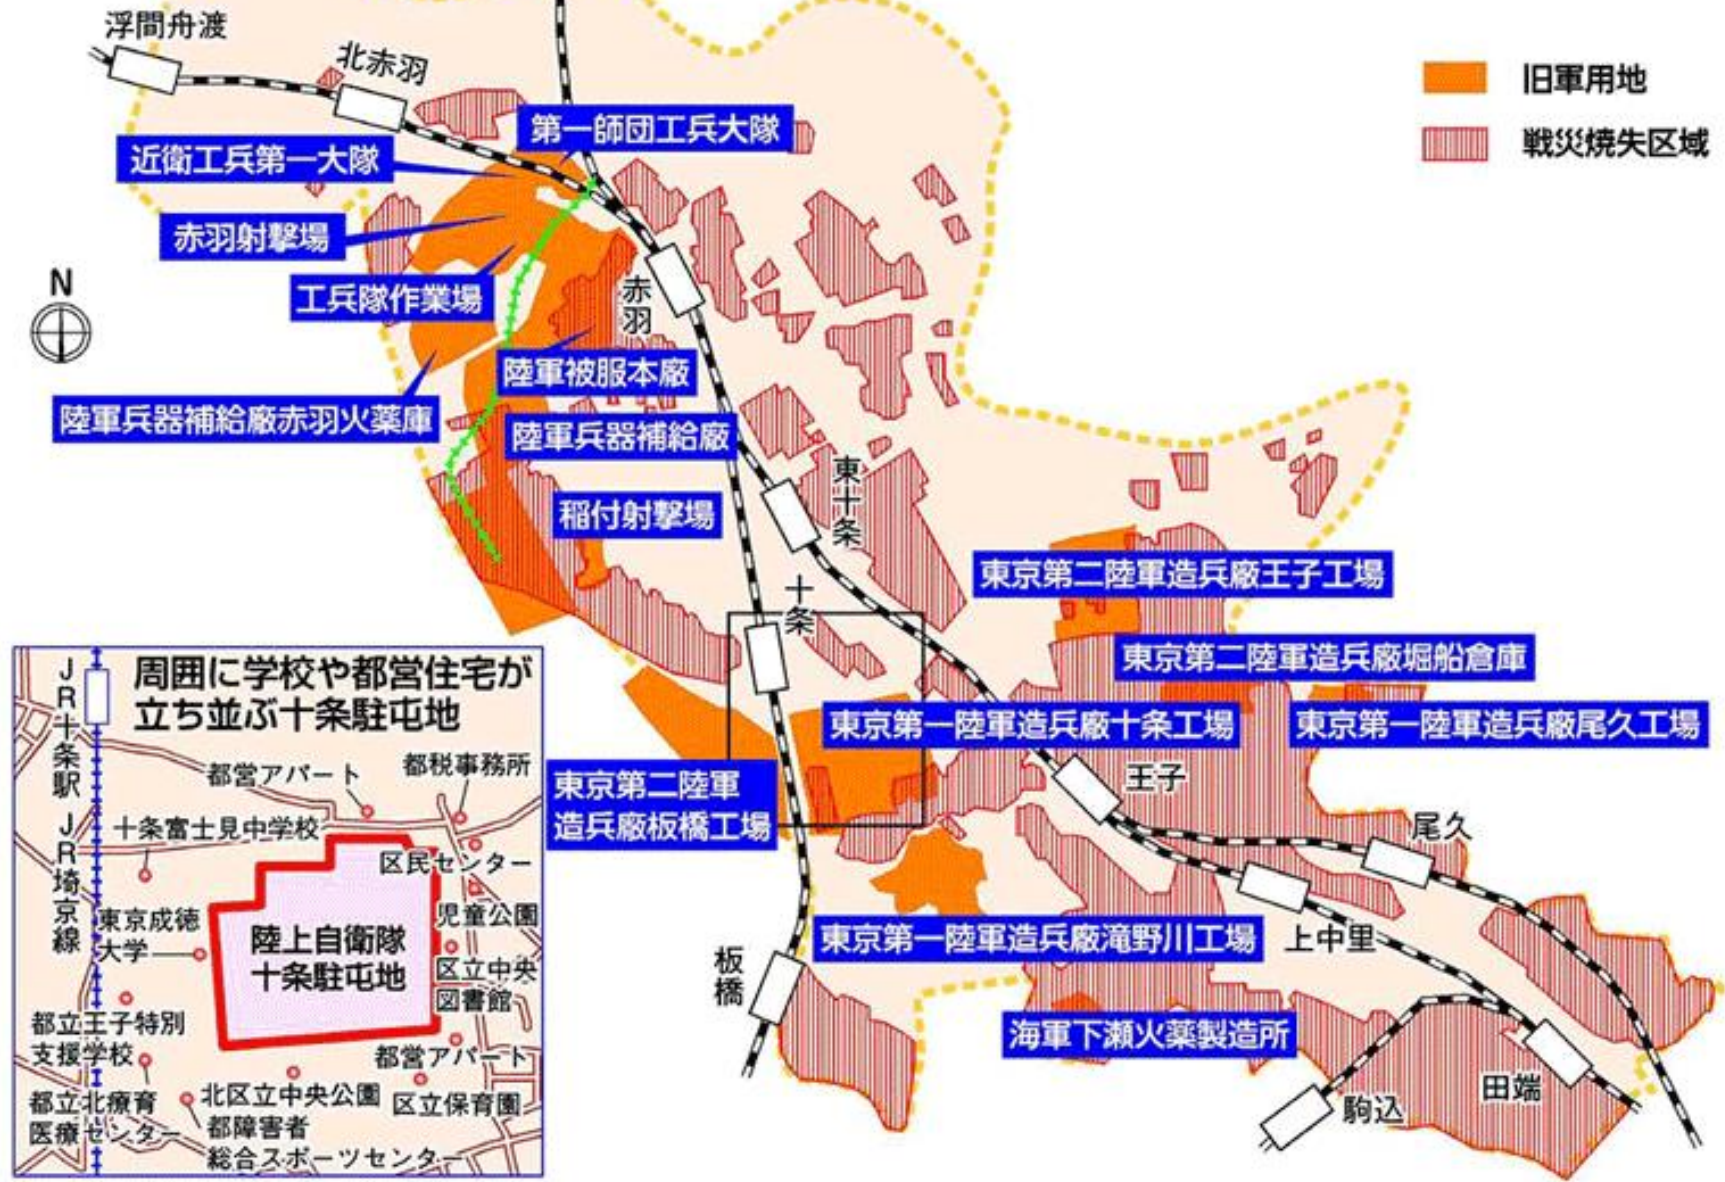 浮間舟渡
北赤羽
旧軍用地
戦災焼失区域
第一師団工兵大隊
近衛工兵第一大隊
赤羽射撃場
工兵隊作業場
N
赤羽
陸軍被服本廠
陸軍兵器補給廠赤羽火薬庫
陸軍兵器補給廠
稲付射撃場
東十条
十条
東京第二陸軍造兵廠王子工場
東京第二陸軍造兵廠堀船倉庫
東京第一陸軍造兵廠十条工場
東京第一陸軍造兵廠尾久工場
東京第二陸軍
造兵廠板橋工場
王子
尾久
東京第一陸軍造兵廠滝野川工場
上中里
板橋
海軍下瀬火薬製造所
駒込
田端
周囲に学校や都営住宅が
立ち並ぶ十条駐屯地
JR十条駅
JR埼京線
都営アパート
都税事務所
十条富士見中学校
区民センター
東京成徳
大学
陸上自衛隊
十条駐屯地
児童公園
区立中央
図書館
都立王子特別
支援学校
都営アパート
都立北療育
医療センター
北区立中央公園
区立保育園
都障害者
総合スポーツセンター